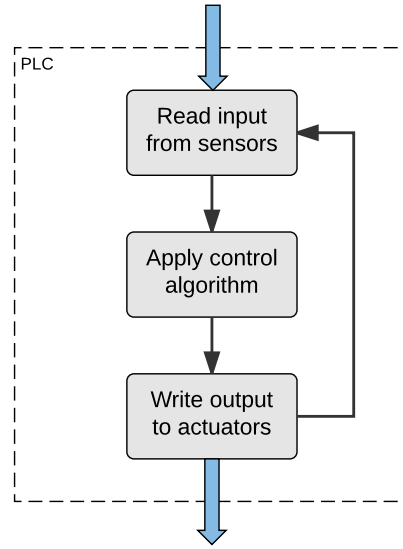 PLC
Read input
from sensors
Apply control
algorithm
Write output
to actuators